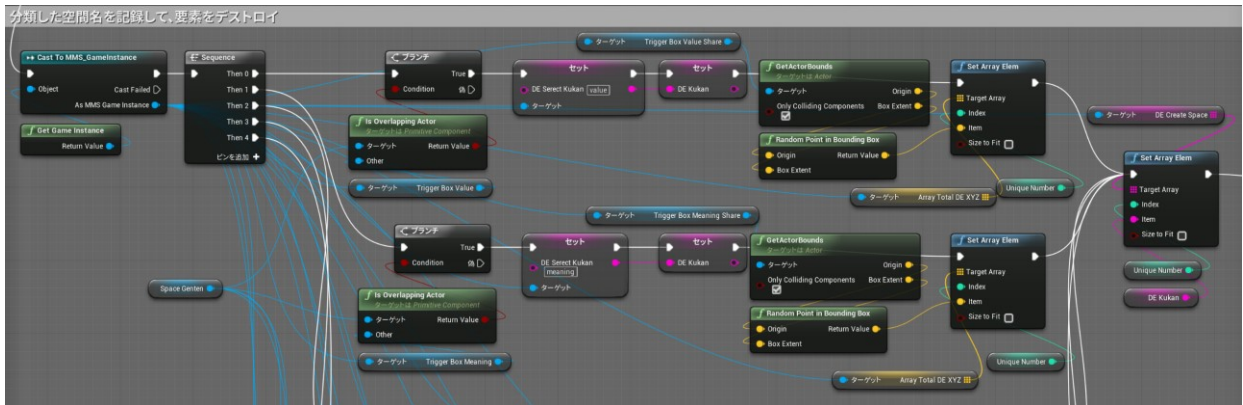 分類した空間名を記録して、要素をデストロイ
Cast To MMS_GameInstance
Object
Cast Failed
As MMS Game Instance
Get Game Instance
Return Value
Sequence
Then 0
Then 1
Then 2
Then 3
Then 4
ピンを追加
ブランチ
True
Condition
偽
Is Overlapping Actor
ターゲットは Primitive Component
ターゲット
Return Value
Other
ターゲット
Trigger Box Value
ターゲット
Trigger Box Value Share
セット
DE Serect Kukan
value
ターゲット
セット
DE Kukan
GetActorBounds
ターゲットは Actor
ターゲット
Origin
Only Colliding Components
Box Extent
Random Point in Bounding Box
Origin
Return Value
Box Extent
Set Array Elem
Target Array
Index
Item
Size to Fit
Unique Number
ターゲット
Array Total DE XYZ
ターゲット
DE Create Space
Set Array Elem
Target Array
Index
Item
Size to Fit
Unique Number
DE Kukan
Space Genten
ブランチ
True
Condition
偽
Is Overlapping Actor
ターゲットは Primitive Component
ターゲット
Return Value
Other
ターゲット
Trigger Box Meaning
ターゲット
Trigger Box Meaning Share
セット
DE Serect Kukan
meaning
ターゲット
セット
DE Kukan
GetActorBounds
ターゲットは Actor
ターゲット
Origin
Only Colliding Components
Box Extent
Random Point in Bounding Box
Origin
Return Value
Box Extent
Set Array Elem
Target Array
Index
Item
Size to Fit
Unique Number
ターゲット
Array Total DE XYZ